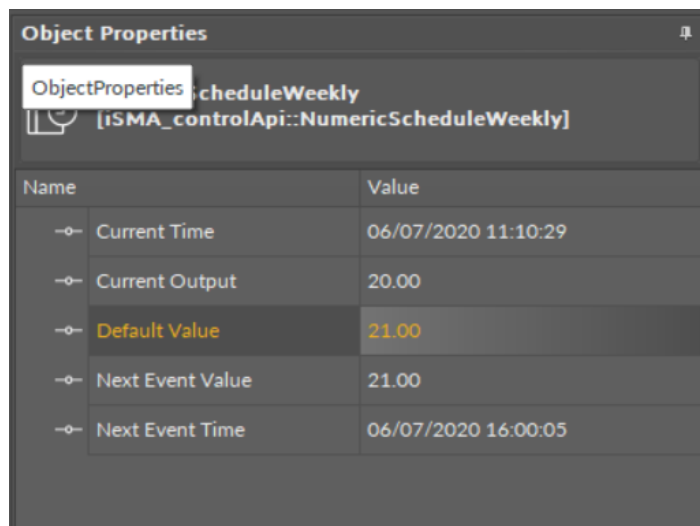 Object Properties
ObjectProperties
cheduleWeekly
[iSMA_controlApi::NumericScheduleWeekly]
Name Value
Current Time 06/07/2020 11:10:29
Current Output 20.00
Default Value 21.00
Next Event Value 21.00
Next Event Time 06/07/2020 16:00:05